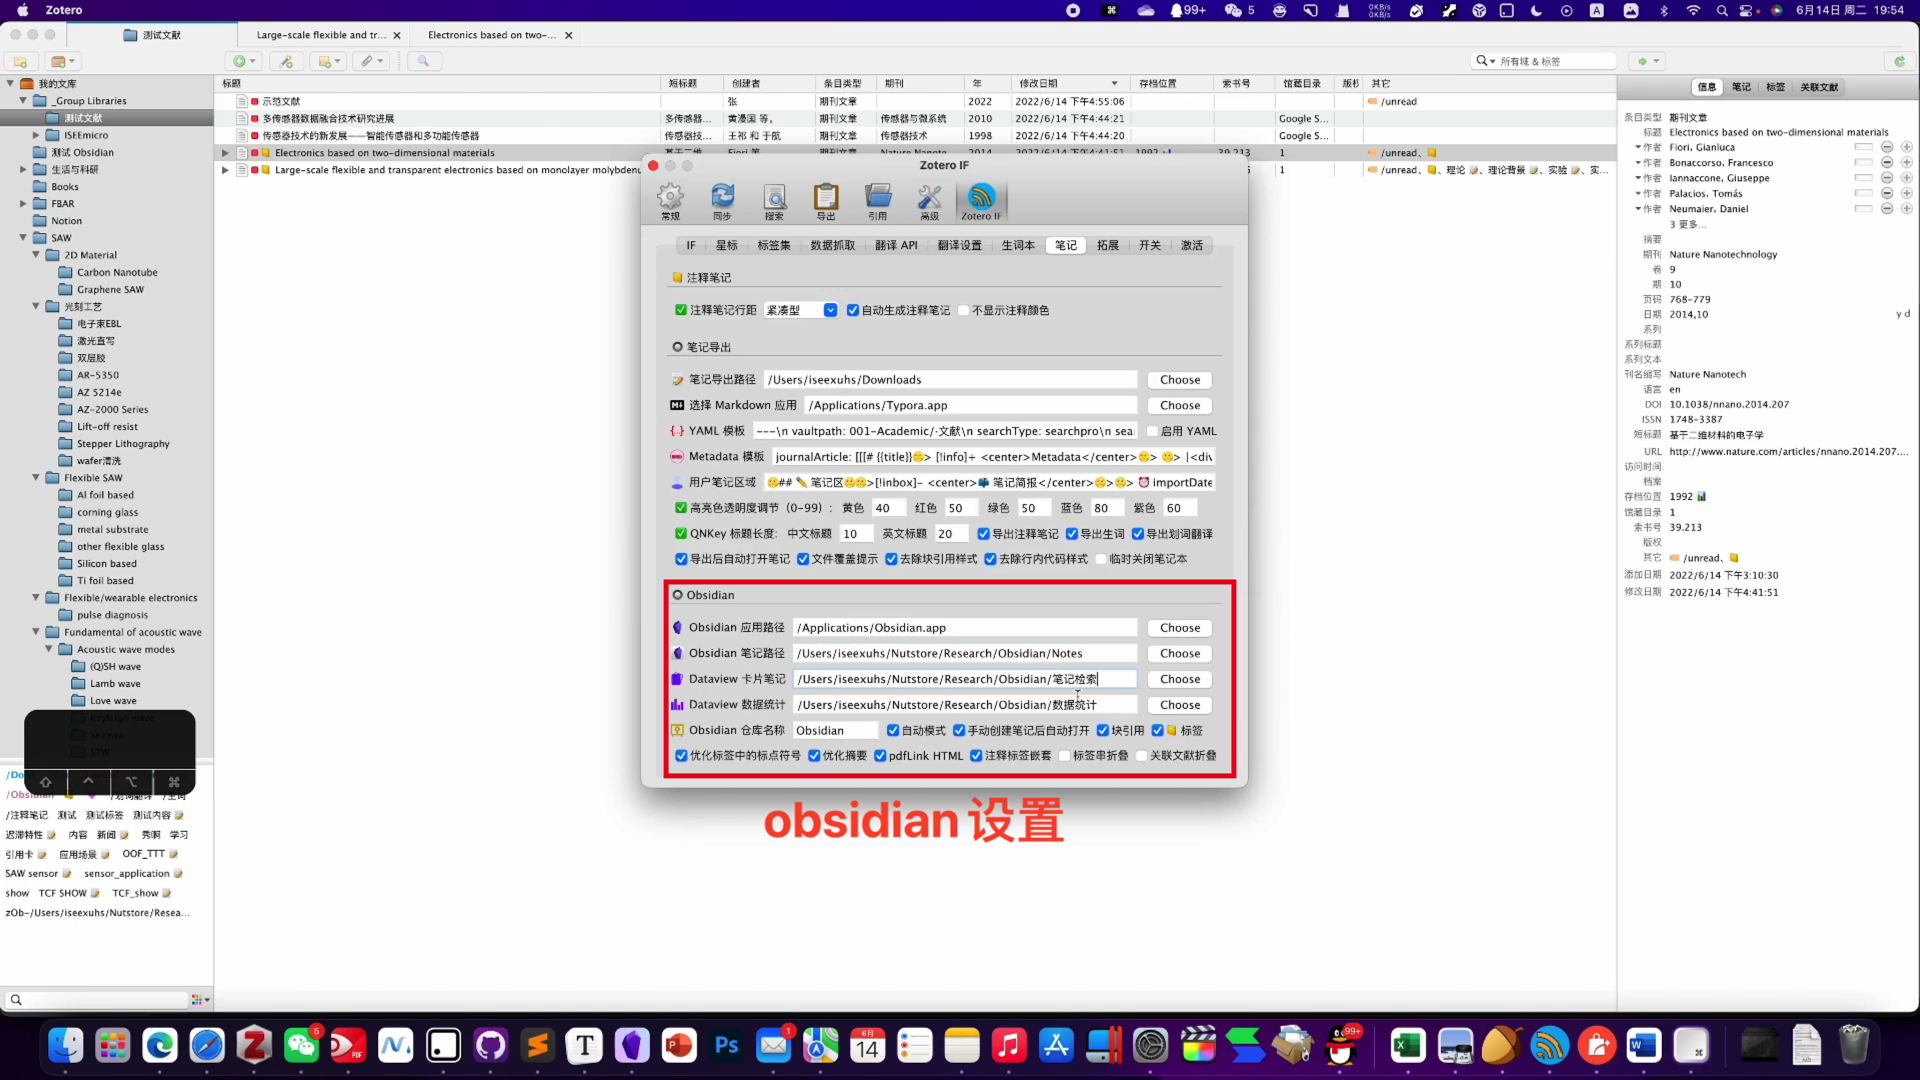 Zotero
99+
5
0KB/s
0KB/s
A
6月14日 周二 19:54
测试文献
Large-scale flexible and tr...
Electronics based on two-...
所有域 & 标签
我的文库
_Group Libraries
测试文献
ISEEmicro
测试 Obsidian
生活与科研
Books
FBAR
Notion
SAW
2D Material
Carbon Nanotube
Graphene SAW
光刻工艺
电子束EBL
激光直写
双层胶
AR-5350
AZ 5214e
AZ-2000 Series
Lift-off resist
Stepper Lithography
wafer清洗
Flexible SAW
Al foil based
corning glass
metal substrate
other flexible glass
Silicon based
Ti foil based
Flexible/wearable electronics
pulse diagnosis
Fundamental of acoustic wave
Acoustic wave modes
(Q)SH wave
Lamb wave
Love wave
/注释笔记 测试 测试标签 测试内容
迟滞特性 内容 新闻 秀啊 学习
引用卡 应用场景 OOF_TTT
SAW sensor sensor_application
show TCF SHOW TCF_show
zOb-/Users/iseexuhs/Nutstore/Resea...
标题 短标题 创建者 条目类型 期刊 年 修改日期 存档位置 索书号 馆藏目录 版权 其它
示范文献 张 期刊文章 2022 2022/6/14 下午4:55:06 /unread
多传感器数据融合技术研究进展 多传感器... 黄漫国 等。 期刊文章 传感器与微系统 2010 2022/6/14 下午4:44:21 Google S...
传感器技术的新发展——智能传感器和多功能传感器 传感器技... 王祁 和 于航 期刊文章 传感器技术 1998 2022/6/14 下午4:44:20 Google S...
Electronics based on two-dimensional materials 基于二维... Fiori 等 期刊文章 Nature Nanote... 2014 2022/6/14 下午4:41:51 1992 39.213 1 /unread、
Large-scale flexible and transparent electronics based on monolayer molybdenu 1 /unread、 、理论 、理论背景 、实验 、实...
Zotero IF
常规 同步 搜索 导出 引用 高级 Zotero IF
IF 星标 标签集 数据抓取 翻译 API 翻译设置 生词本 笔记 拓展 开关 激活
注释笔记
注释笔记行距 紧凑型 自动生成注释笔记 不显示注释颜色
笔记导出
笔记导出路径 /Users/iseexuhs/Downloads Choose
选择 Markdown 应用 /Applications/Typora.app Choose
YAML 模板 ---\n vaultpath: 001-Academic/·文献\n searchType: searchpro\n sea 启用 YAML
Metadata 模板 journalArticle: [[[# {{title}}🙂> [!info]+ <center>Metadata</center>🙂> 🙂> |<div
用户笔记区域 🙂## ✏️ 笔记区🙂🙂>[!inbox]- <center>📫 笔记简报</center>🙂>🙂> ⏰ importDate
高亮色透明度调节（0-99）: 黄色 40 红色 50 绿色 50 蓝色 80 紫色 60
QNKey 标题长度: 中文标题 10 英文标题 20 导出注释笔记 导出生词 导出划词翻译
导出后自动打开笔记 文件覆盖提示 去除块引用样式 去除行内代码样式 临时关闭笔记本
Obsidian
Obsidian 应用路径 /Applications/Obsidian.app Choose
Obsidian 笔记路径 /Users/iseexuhs/Nutstore/Research/Obsidian/Notes Choose
Dataview 卡片笔记 /Users/iseexuhs/Nutstore/Research/Obsidian/笔记检索 Choose
Dataview 数据统计 /Users/iseexuhs/Nutstore/Research/Obsidian/数据统计 Choose
Obsidian 仓库名称 Obsidian 自动模式 手动创建笔记后自动打开 块引用 标签
优化标签中的标点符号 优化摘要 pdfLink HTML 注释标签嵌套 标签串折叠 关联文献折叠
obsidian 设置
信息 笔记 标签 关联文献
条目类型 期刊文章
标题 Electronics based on two-dimensional materials
作者 Fiori, Gianluca
作者 Bonaccorso, Francesco
作者 Iannaccone, Giuseppe
作者 Palacios, Tomás
作者 Neumaier, Daniel
3 更多...
摘要
期刊 Nature Nanotechnology
卷 9
期 10
页码 768-779
日期 2014,10 y d
系列
系列标题
系列文本
刊名缩写 Nature Nanotech
语言 en
DOI 10.1038/nnano.2014.207
ISSN 1748-3387
短标题 基于二维材料的电子学
URL http://www.nature.com/articles/nnano.2014.207....
访问时间
档案
存档位置 1992
馆藏目录 1
索书号 39.213
版权
其它 /unread、
添加日期 2022/6/14 下午3:10:30
修改日期 2022/6/14 下午4:41:51
5
PDF
T
P
Ps
1
6月
14
99+
X
W